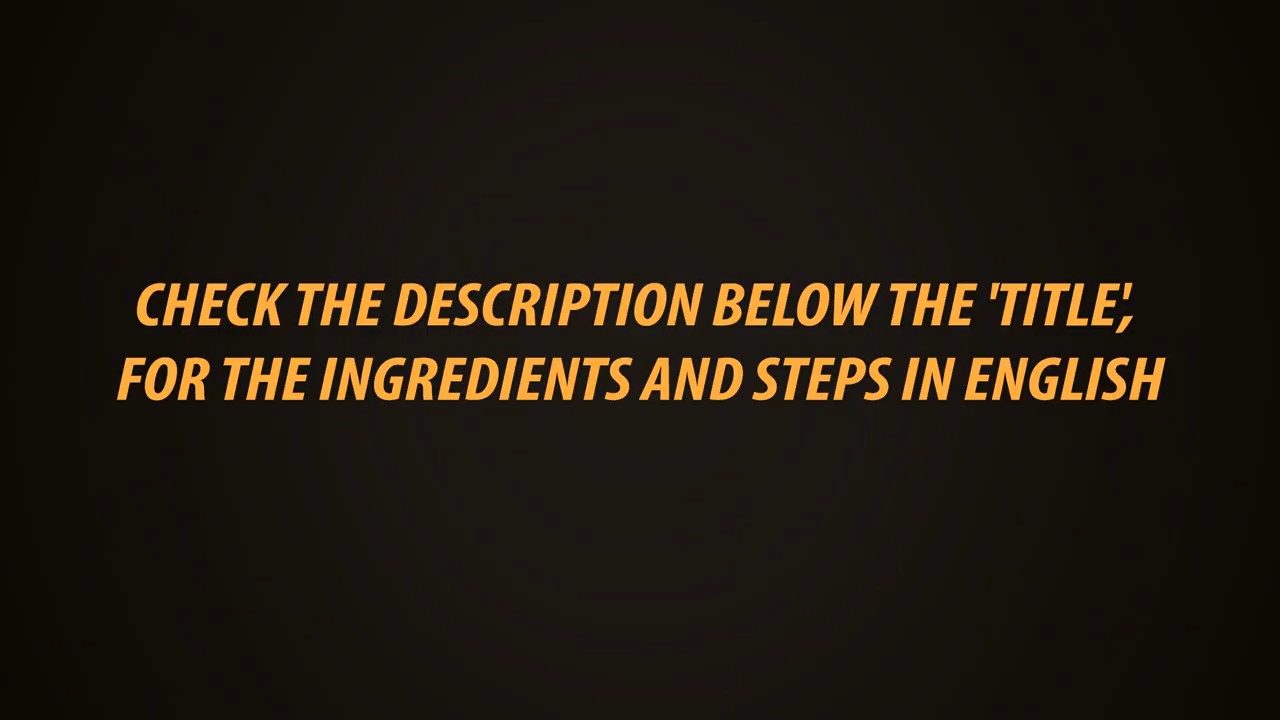 CHECK THE DESCRIPTION BELOW THE 'TITLE',
FOR THE INGREDIENTS AND STEPS IN ENGLISH